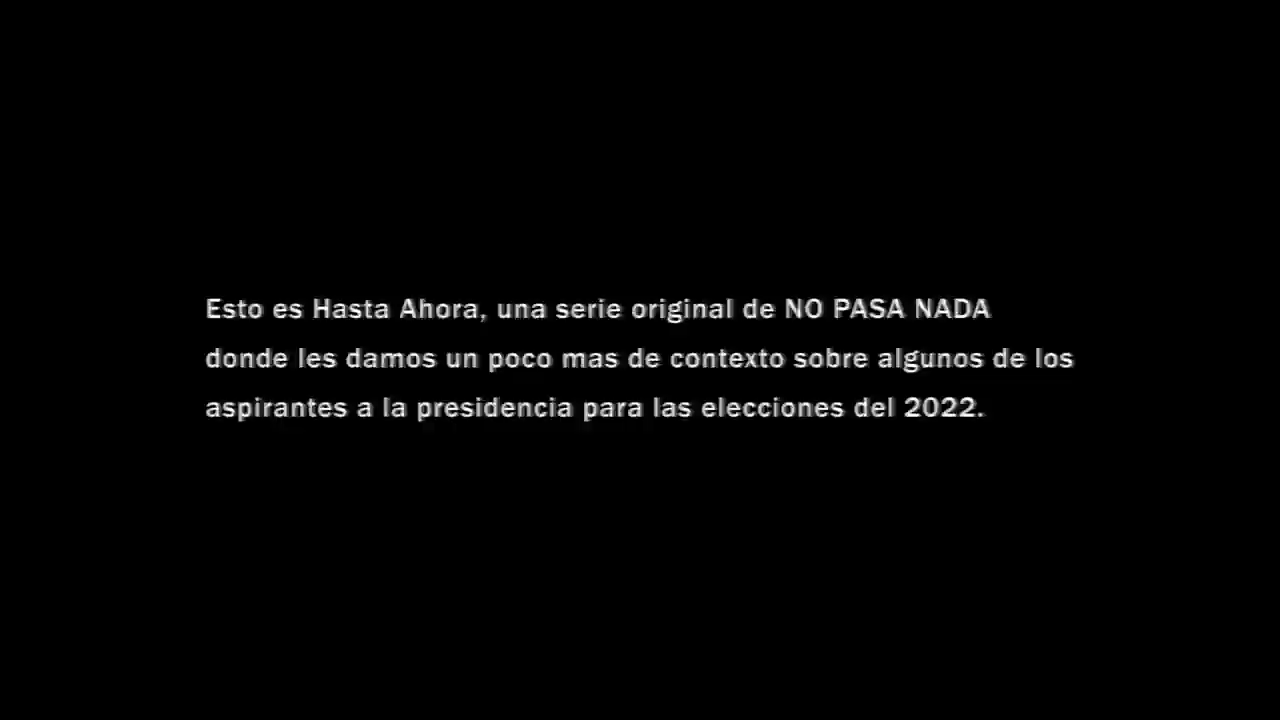 Esto es Hasta Ahora, una serie original de NO PASA NADA
donde les damos un poco mas de contexto sobre algunos de los
aspirantes a la presidencia para las elecciones del 2022.